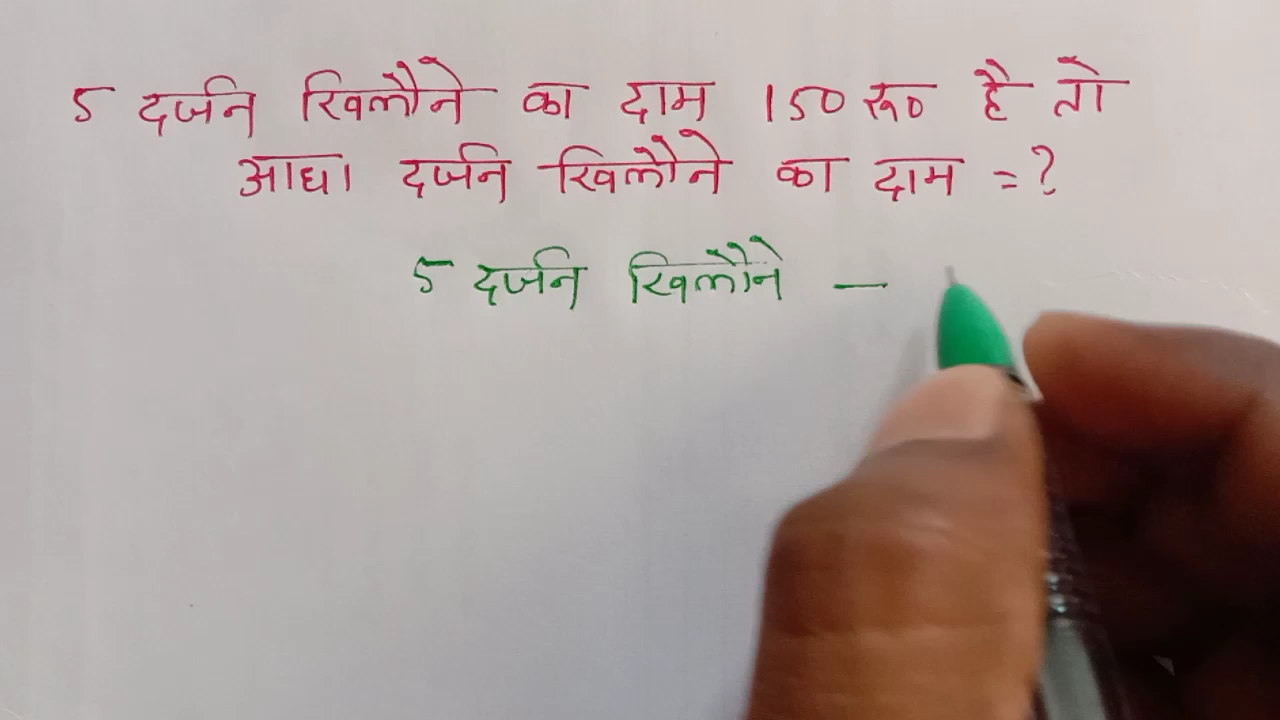 5 दर्जन खिलौने का दाम 150 रू० है तो
आधा दर्जन खिलौने का दाम = ?
5 दर्जन खिलौने —